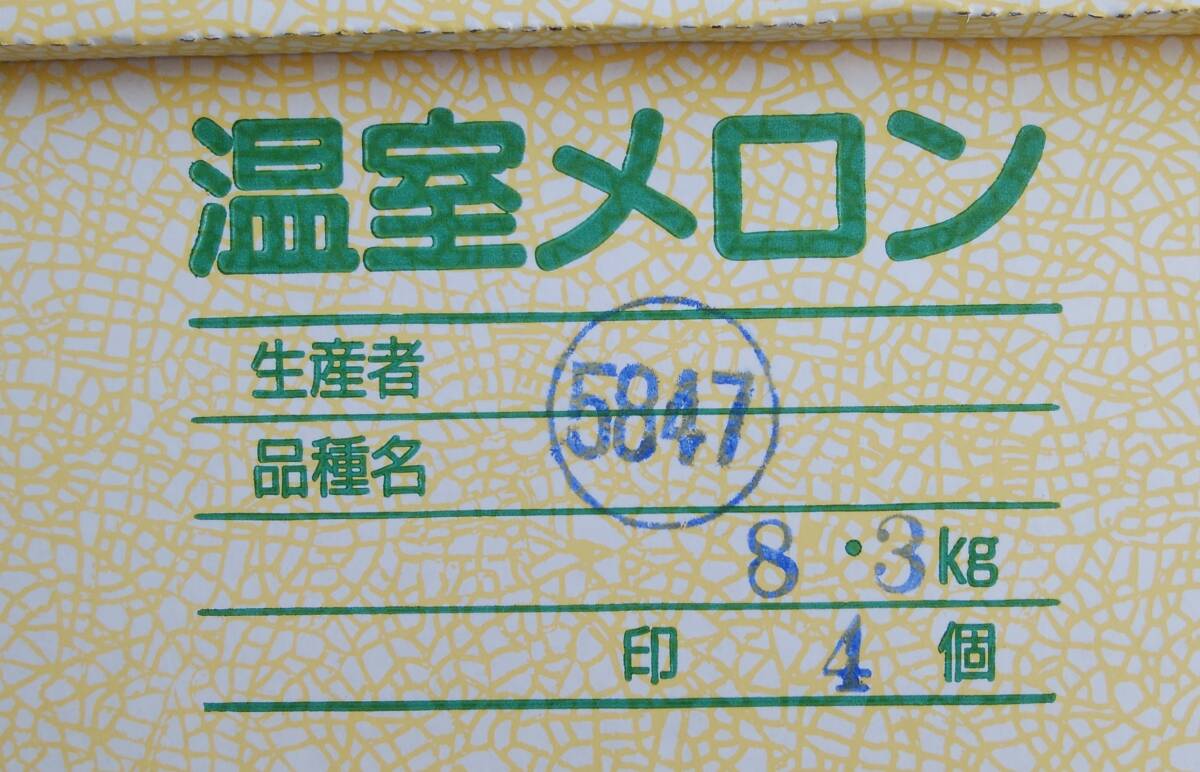 温室メロン
生産者
5847
品種名
8・3kg
印 4 個